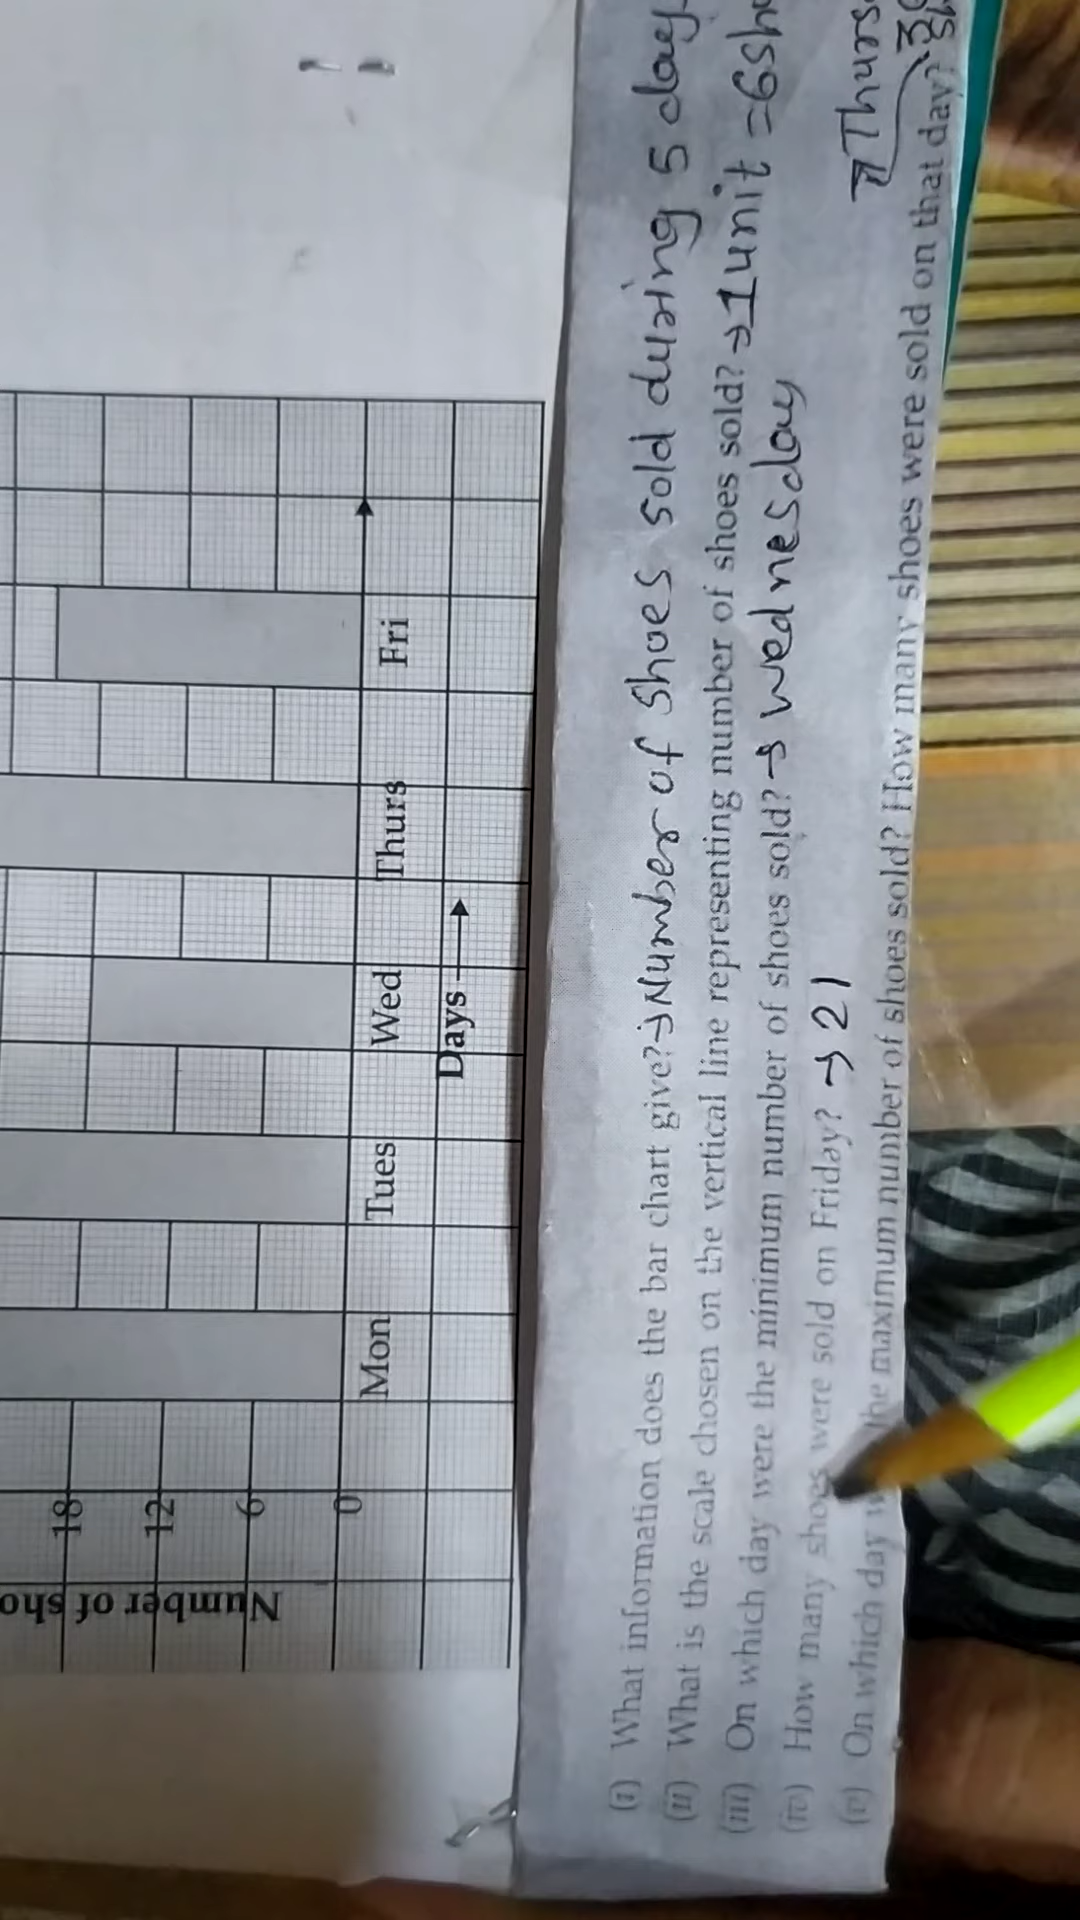 Number of sho
18
12
6
0
Mon Tues Wed Thurs Fri
Days
(i) What information does the bar chart give? → Number of shoes sold during 5 day
(ii) What is the scale chosen on the vertical line representing number of shoes sold? → 1 unit = 6 sh
(iii) On which day were the minimum number of shoes sold? → wednesday
(iv) How many shoes were sold on Friday? → 21
Thurs
(v) On which day the maximum number of shoes sold? How many shoes were sold on that day?